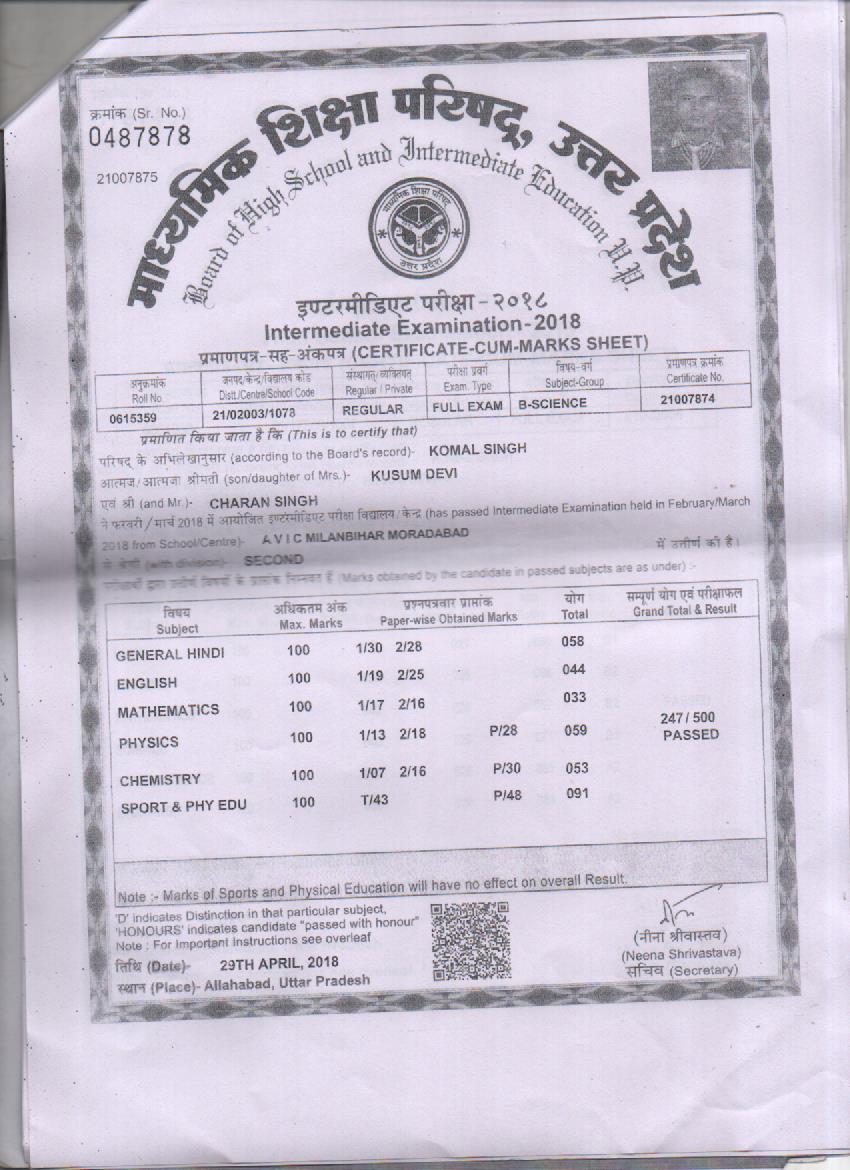 क्रमांक (Sr. No.)
0487878
21007875
माध्यमिक शिक्षा परिषद्, उत्तर प्रदेश
Board of High School and Intermediate Education U.P.
माध्यमिक शिक्षा परिषद्
उत्तर प्रदेश
इण्टरमीडिएट परीक्षा-२०१८
Intermediate Examination-2018
प्रमाणपत्र-सह-अंकपत्र (CERTIFICATE-CUM-MARKS SHEET)
अनुक्रमांक जनपद/केन्द्र/विद्यालय कोड संस्थागत/व्यक्तिगत परीक्षा प्रवर्ग विषय-वर्ग प्रमाणपत्र क्रमांक
Roll No. Distt./Centre/School Code Regular / Private Exam. Type Subject-Group Certificate No.
0615359 21/02003/1078 REGULAR FULL EXAM B-SCIENCE 21007874
प्रमाणित किया जाता है कि (This is to certify that)
परिषद् के अभिलेखानुसार (according to the Board's record)- KOMAL SINGH
आत्मज/आत्मजा श्रीमती (son/daughter of Mrs.)- KUSUM DEVI
एवं श्री (and Mr.)- CHARAN SINGH
ने फरवरी/मार्च 2018 में आयोजित इण्टरमीडिएट परीक्षा विद्यालय/केन्द्र (has passed Intermediate Examination held in February/March
2018 from School/Centre)- A V I C MILANBIHAR MORADABAD में उत्तीर्ण की है।
(with division)- SECOND
(Marks obtained by the candidate in passed subjects are as under) :-
विषय अधिकतम अंक प्रश्नपत्रवार प्राप्तांक योग सम्पूर्ण योग एवं परीक्षाफल
Subject Max. Marks Paper-wise Obtained Marks Total Grand Total & Result
GENERAL HINDI 100 1/30 2/28 058
ENGLISH 100 1/19 2/25 044
MATHEMATICS 100 1/17 2/16 033
PHYSICS 100 1/13 2/18 P/28 059
247/500
PASSED
CHEMISTRY 100 1/07 2/16 P/30 053
SPORT & PHY EDU 100 T/43 P/48 091
Note :- Marks of Sports and Physical Education will have no effect on overall Result.
'D' indicates Distinction in that particular subject,
'HONOURS' indicates candidate "passed with honour"
Note : For Important Instructions see overleaf
तिथि (Date)- 29TH APRIL, 2018
स्थान (Place)- Allahabad, Uttar Pradesh
(नीना श्रीवास्तव)
(Neena Shrivastava)
सचिव (Secretary)